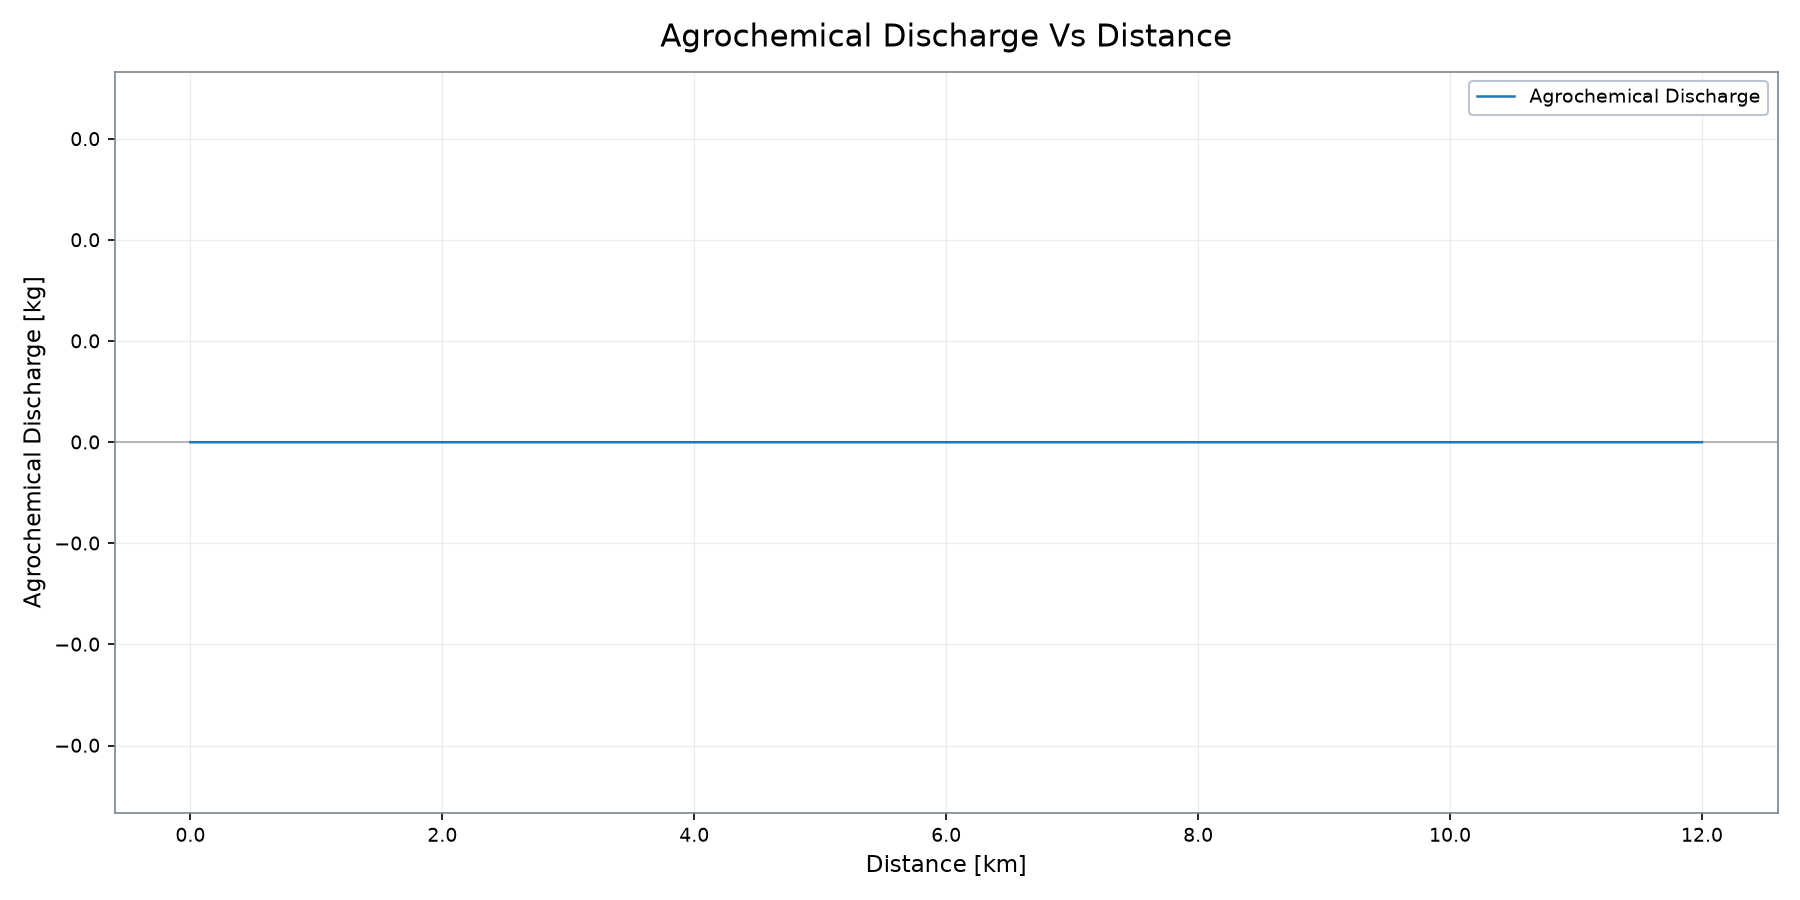 Agrochemical Discharge Vs Distance
Agrochemical Discharge
Agrochemical Discharge [kg]
0.0
0.0
0.0
0.0
−0.0
−0.0
−0.0
0.0 2.0 4.0 6.0 8.0 10.0 12.0
Distance [km]